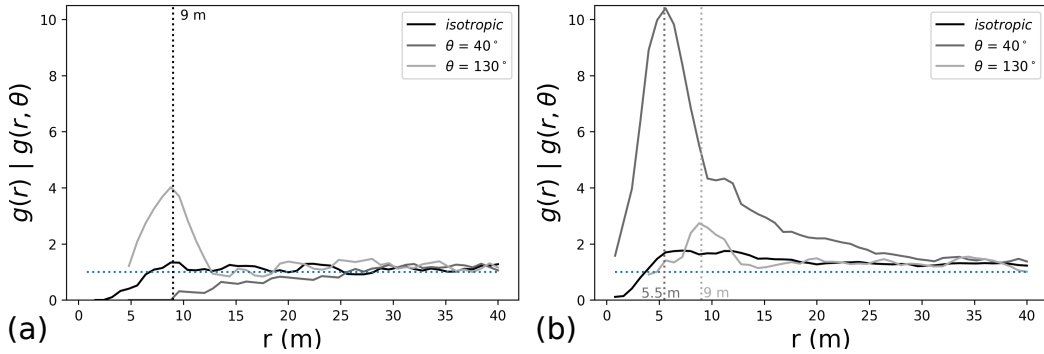 10
8
6
4
2
0
g(r) | g(r, θ)
9 m
isotropic
θ = 40°
θ = 130°
0 5 10 15 20 25 30 35 40
r (m)
(a)
10
8
6
4
2
0
g(r) | g(r, θ)
isotropic
θ = 40°
θ = 130°
5.5 m
9 m
0 5 10 15 20 25 30 35 40
r (m)
(b)